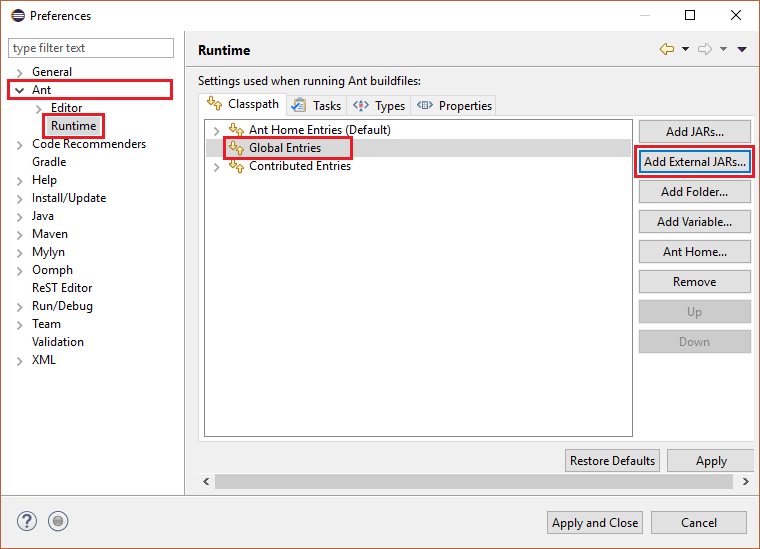 Preferences
type filter text
General
Ant
Editor
Runtime
Code Recommenders
Gradle
Help
Install/Update
Java
Maven
Mylyn
Oomph
ReST Editor
Run/Debug
Team
Validation
XML
Runtime
Settings used when running Ant buildfiles:
Classpath Tasks Types Properties
Ant Home Entries (Default)
Global Entries
Contributed Entries
Add JARs...
Add External JARs...
Add Folder...
Add Variable...
Ant Home...
Remove
Up
Down
Restore Defaults Apply
? Apply and Close Cancel